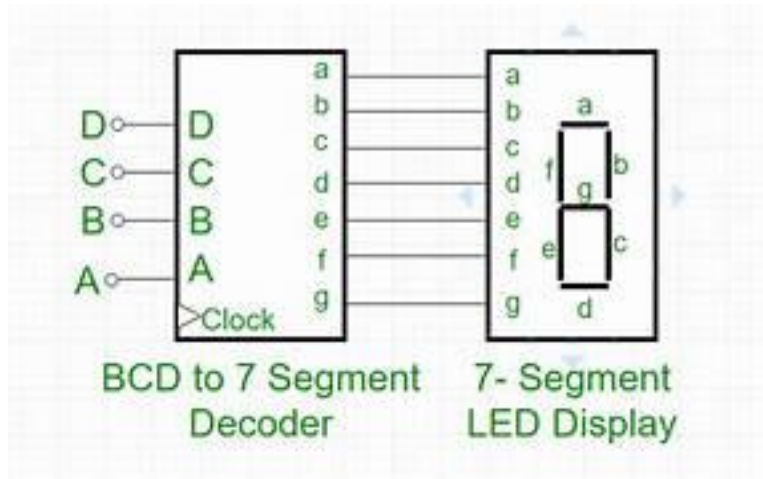 a a
b b a
D D
c c
C C f b
d d g
B B e e
e c
f f
A A
g g d
Clock
BCD to 7 Segment 7- Segment
Decoder LED Display